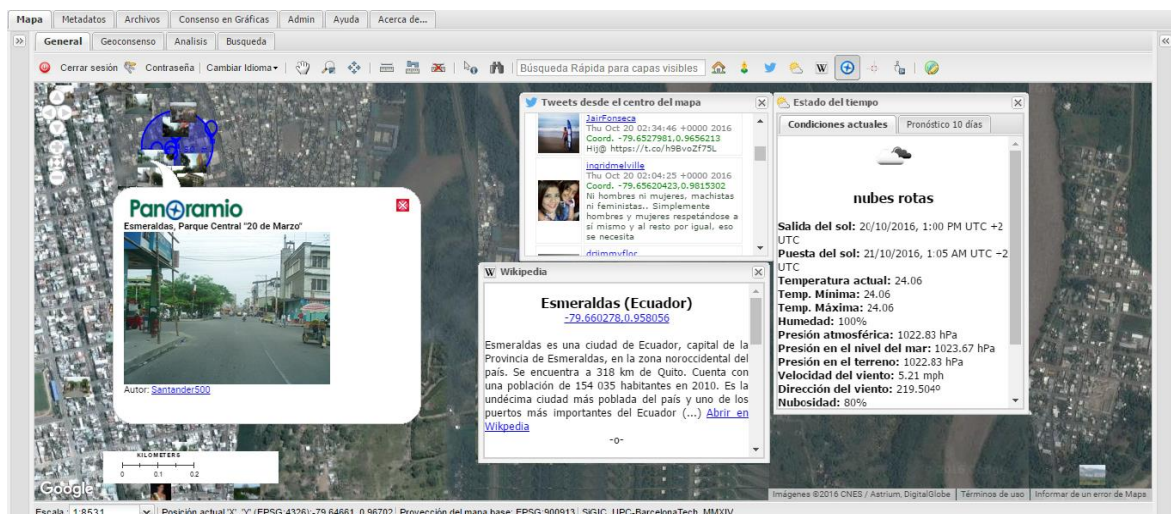 Mapa Metadatos Archivos Consenso en Gráficas Admin Ayuda Acerca de...
General Geoconsenso Analisis Busqueda
Cerrar sesión Contraseña Cambiar Idioma Búsqueda Rápida para capas visibles W
Tweets desde el centro del mapa
JairFonseca
Thu Oct 20 02:34:46 +0000 2016
Coord. -79.6527981,0.9656213
Hij@ https://t.co/h9BvoZf75L
ingridmelville
Thu Oct 20 02:04:25 +0000 2016
Coord. -79.65620423,0.9815302
Ni hombres ni mujeres, machistas
ni feministas.. Simplemente
hombres y mujeres respetándose a
si mismo y al resto por igual, eso
se necesita
drjimmyflor
Estado del tiempo
Condiciones actuales Pronóstico 10 días
nubes rotas
Salida del sol: 20/10/2016, 1:00 PM UTC +2
UTC
Puesta del sol: 21/10/2016, 1:05 AM UTC +2
UTC
Temperatura actual: 24.06
Temp. Mínima: 24.06
Temp. Máxima: 24.06
Humedad: 100%
Presión atmosférica: 1022.83 hPa
Presión en el nivel del mar: 1023.67 hPa
Presión en el terreno: 1022.83 hPa
Velocidad del viento: 5.21 mph
Dirección del viento: 219.504º
Nubosidad: 80%
Panoramio
Esmeraldas, Parque Central "20 de Marzo"
Autor: Santander500
W Wikipedia
Esmeraldas (Ecuador)
-79.660278,0.958056
Esmeraldas es una ciudad de Ecuador, capital de la
Provincia de Esmeraldas, en la zona noroccidental del
país. Se encuentra a 318 km de Quito. Cuenta con
una población de 154 035 habitantes en 2010. Es la
undécima ciudad más poblada del país y uno de los
puertos más importantes del Ecuador (...) Abrir en
Wikpedia
-o-
KILOMETERS
0 0.1 0.2
Google
Imágenes ©2016 CNES / Astrium, DigitalGlobe Términos de uso Informar de un error de Maps
Escala : 1:8531 Posición actual 'X', 'Y' (EPSG:4326):-79.64661, 0.96702 Proyección del mapa base: EPSG:900913 SiGIC, UPC-BarcelonaTech, MMXIV